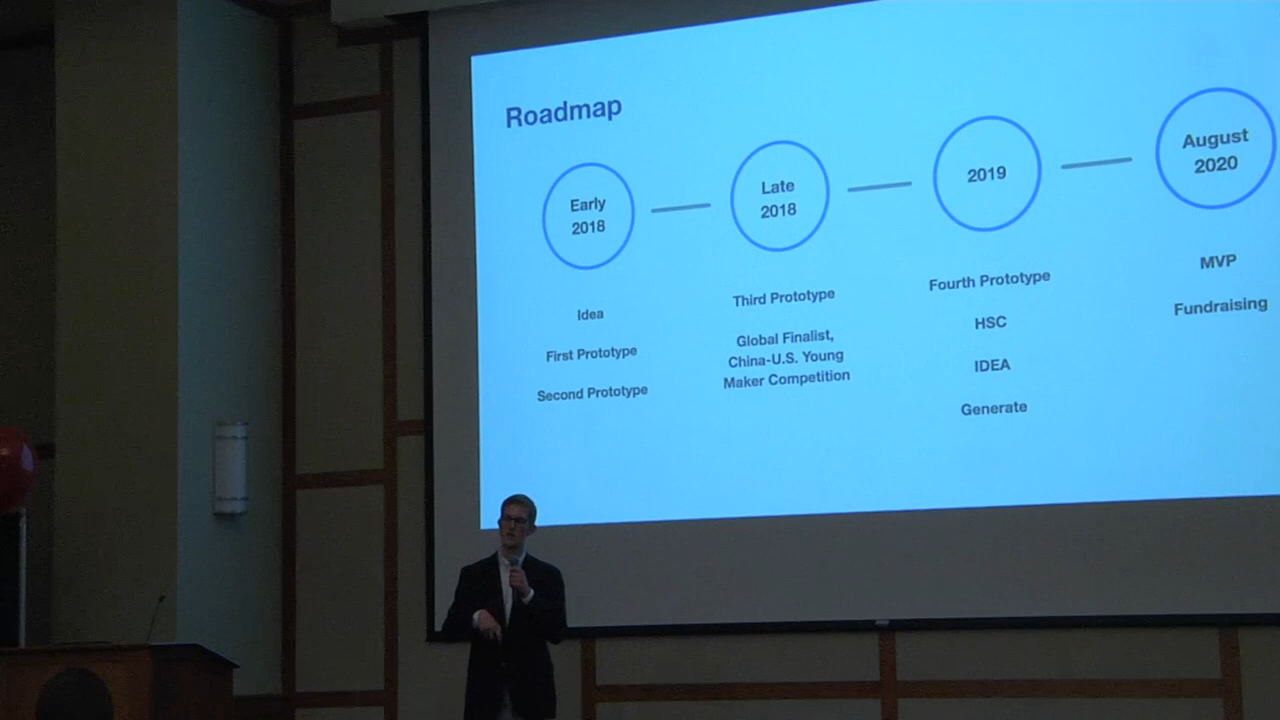 Roadmap
Early
2018
Idea
First Prototype
Second Prototype
Late
2018
Third Prototype
Global Finalist,
China-U.S. Young
Maker Competition
2019
Fourth Prototype
HSC
IDEA
Generate
August
2020
MVP
Fundraising